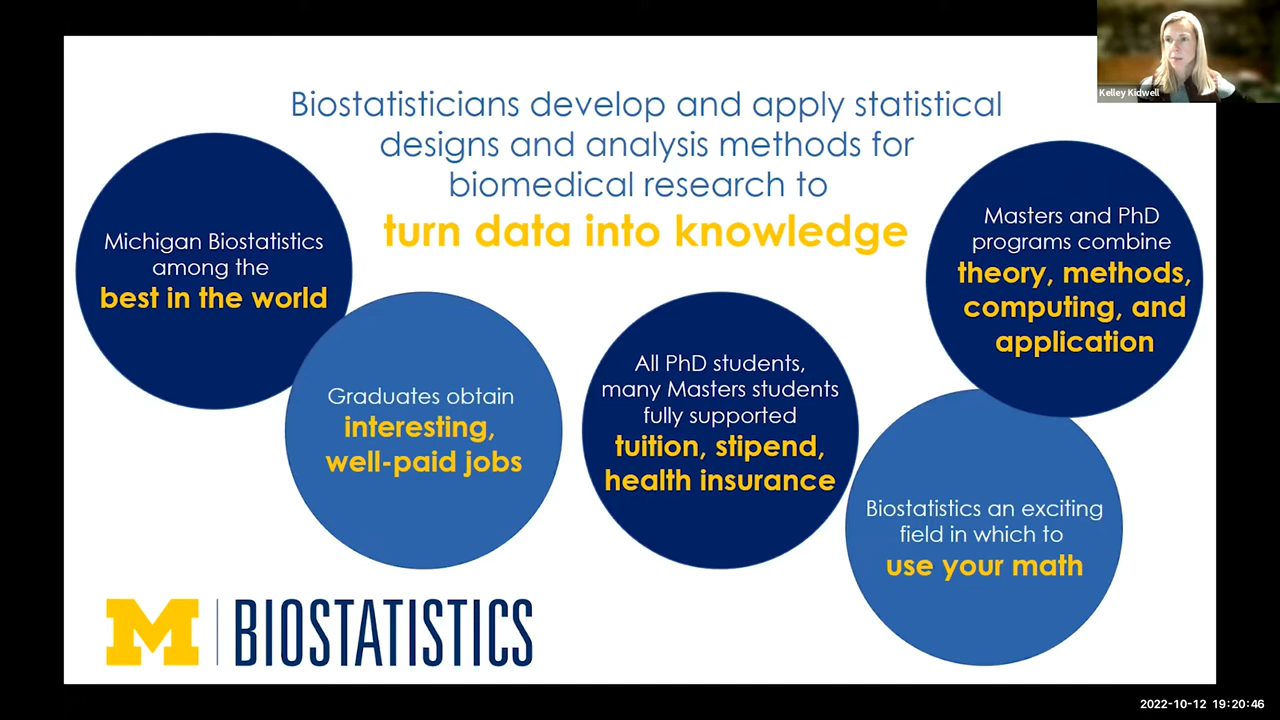 Kelley Kidwell
Biostatisticians develop and apply statistical
designs and analysis methods for
biomedical research to
turn data into knowledge
Michigan Biostatistics
among the
best in the world
Graduates obtain
interesting,
well-paid jobs
All PhD students,
many Masters students
fully supported
tuition, stipend,
health insurance
Masters and PhD
programs combine
theory, methods,
computing, and
application
Biostatistics an exciting
field in which to
use your math
M BIOSTATISTICS
2022-10-12 19:20:46